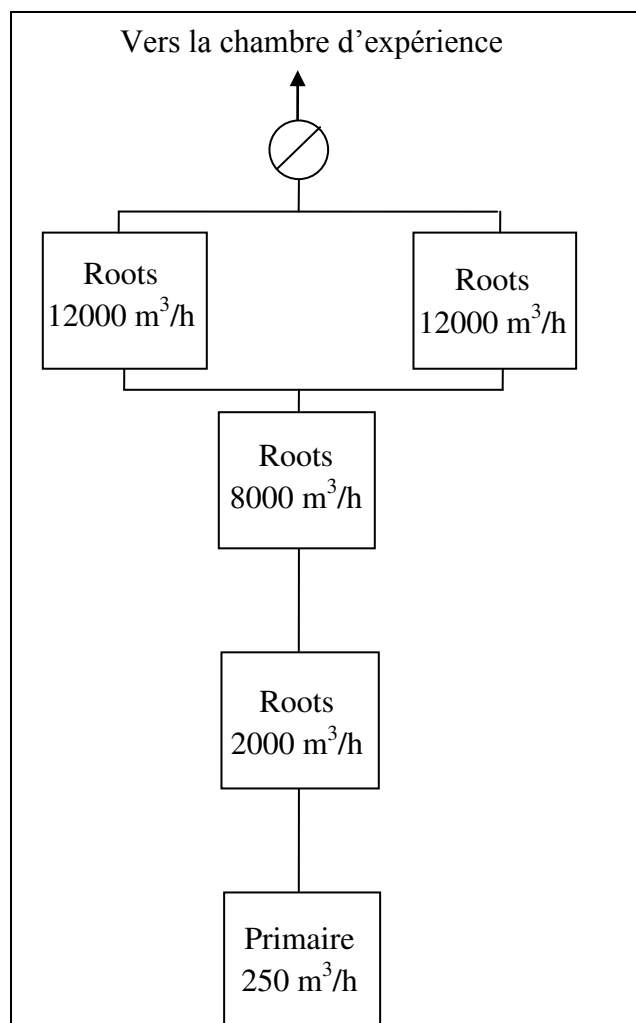 Vers la chambre d’expérience
Roots
12000 m³/h
Roots
12000 m³/h
Roots
8000 m³/h
Roots
2000 m³/h
Primaire
250 m³/h